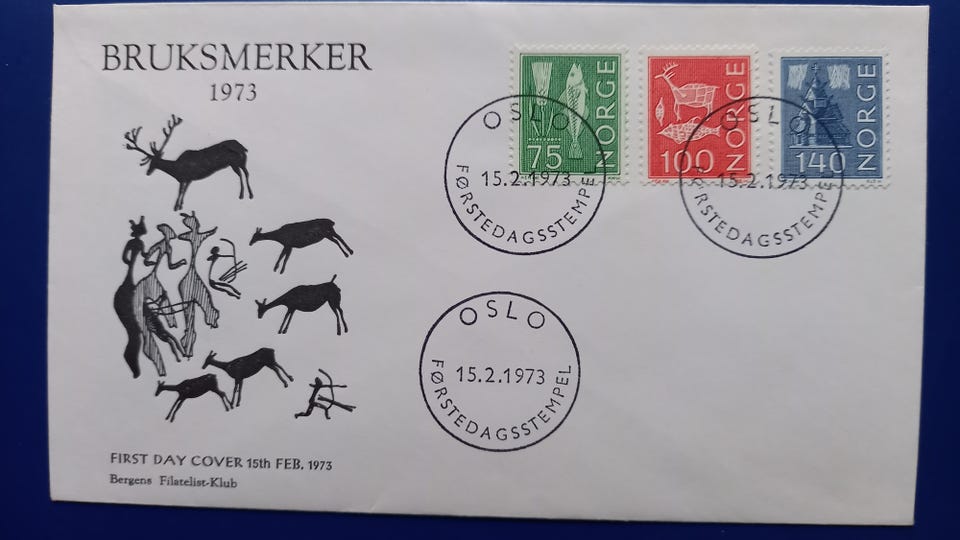 BRUKSMERKER
1973
75 NORGE
100 NORGE
140 NORGE
OSLO
15.2.1973
FØRSTEDAGSSTEMPEL
OSLO
15.2.1973
FØRSTEDAGSSTEMPEL
OSLO
15.2.1973
FØRSTEDAGSSTEMPEL
FIRST DAY COVER 15th FEB. 1973
Bergens Filatelist-Klub